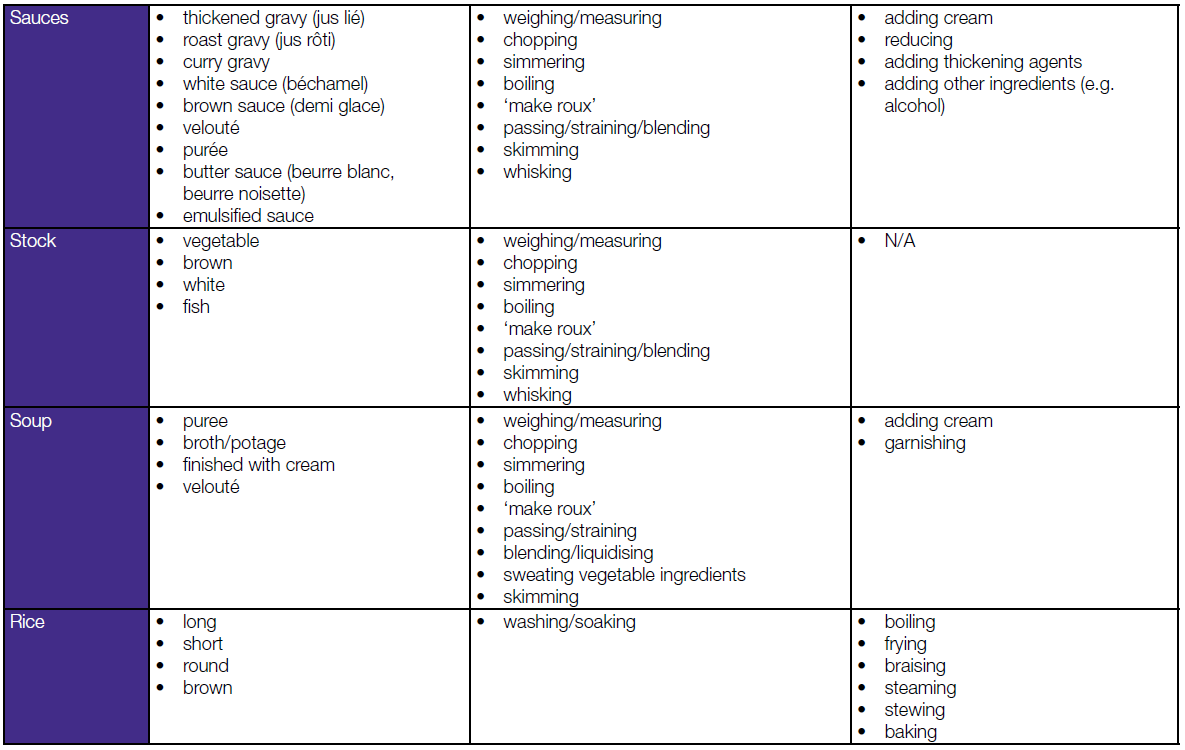 Sauces
• thickened gravy (jus lié)
• roast gravy (jus rôti)
• curry gravy
• white sauce (béchamel)
• brown sauce (demi glace)
• velouté
• purée
• butter sauce (beurre blanc,
beurre noisette)
• emulsified sauce
• weighing/measuring
• chopping
• simmering
• boiling
• ‘make roux’
• passing/straining/blending
• skimming
• whisking
• adding cream
• reducing
• adding thickening agents
• adding other ingredients (e.g.
alcohol)
Stock
• vegetable
• brown
• white
• fish
• weighing/measuring
• chopping
• simmering
• boiling
• ‘make roux’
• passing/straining/blending
• skimming
• whisking
• N/A
Soup
• puree
• broth/potage
• finished with cream
• velouté
• weighing/measuring
• chopping
• simmering
• boiling
• ‘make roux’
• passing/straining
• blending/liquidising
• sweating vegetable ingredients
• skimming
• adding cream
• garnishing
Rice
• long
• short
• round
• brown
• washing/soaking
• boiling
• frying
• braising
• steaming
• stewing
• baking